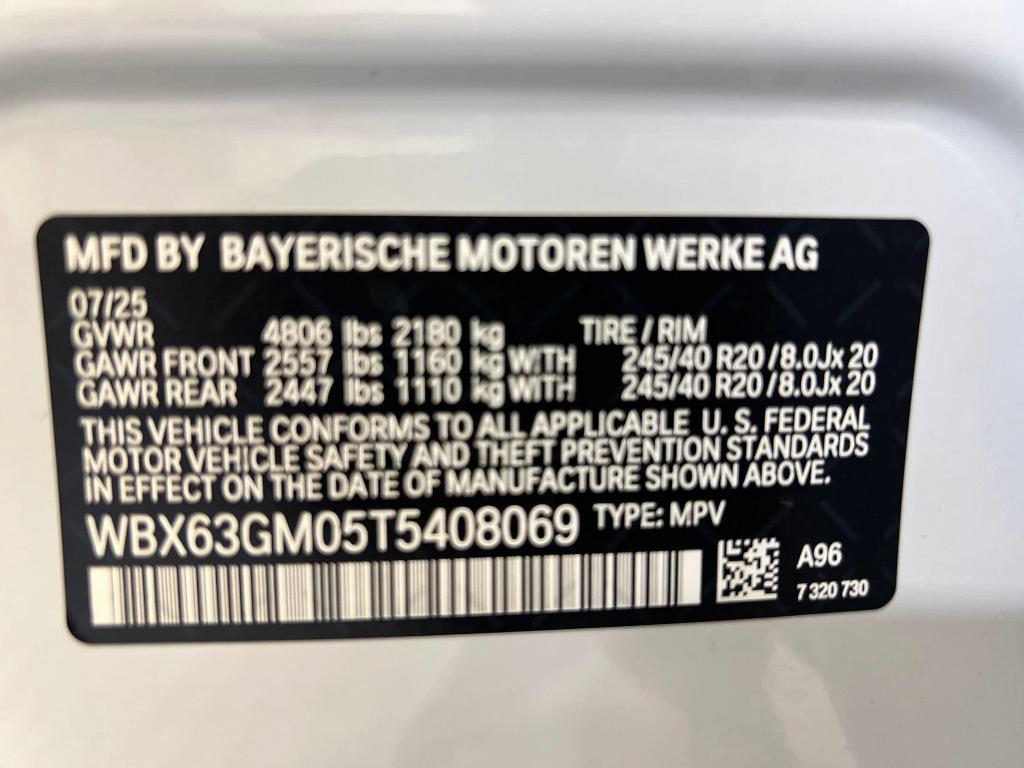 MFD BY BAYERISCHE MOTOREN WERKE AG
07/25
GVWR 4806 lbs 2180 kg TIRE / RIM
GAWR FRONT 2557 lbs 1160 kg WITH 245/40 R20 / 8.0Jx 20
GAWR REAR 2447 lbs 1110 kg WITH 245/40 R20 / 8.0Jx 20
THIS VEHICLE CONFORMS TO ALL APPLICABLE U. S. FEDERAL
MOTOR VEHICLE SAFETY AND THEFT PREVENTION STANDARDS
IN EFFECT ON THE DATE OF MANUFACTURE SHOWN ABOVE.
WBX63GM05T5408069 TYPE: MPV
A96
7 320 730